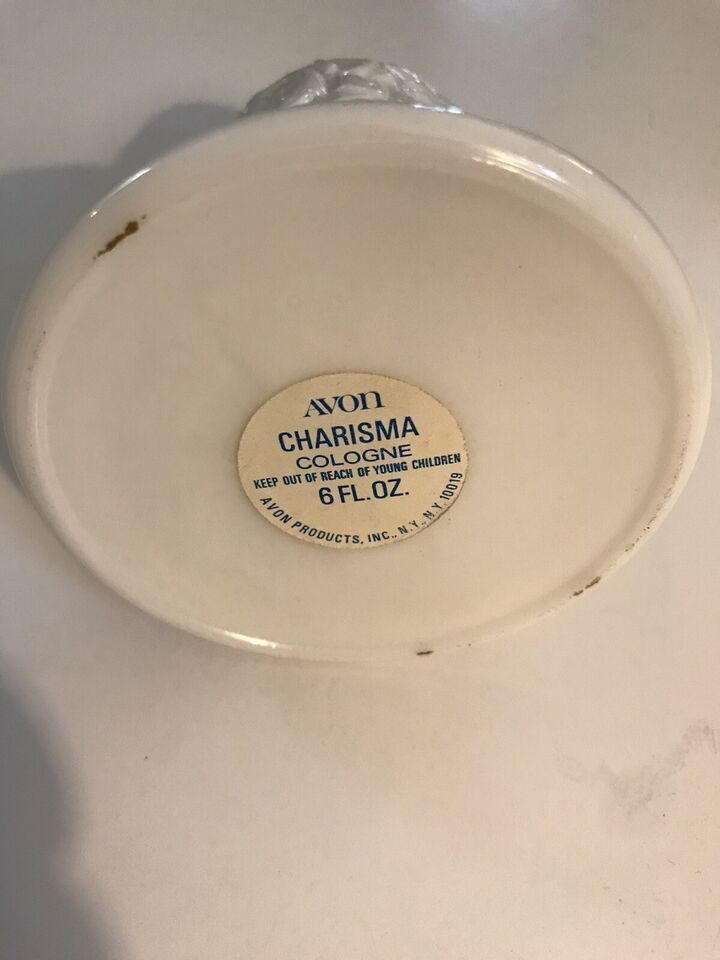 AVON
CHARISMA
COLOGNE
KEEP OUT OF REACH OF YOUNG CHILDREN
6 FL. OZ.
AVON PRODUCTS, INC., N.Y., N.Y. 10019